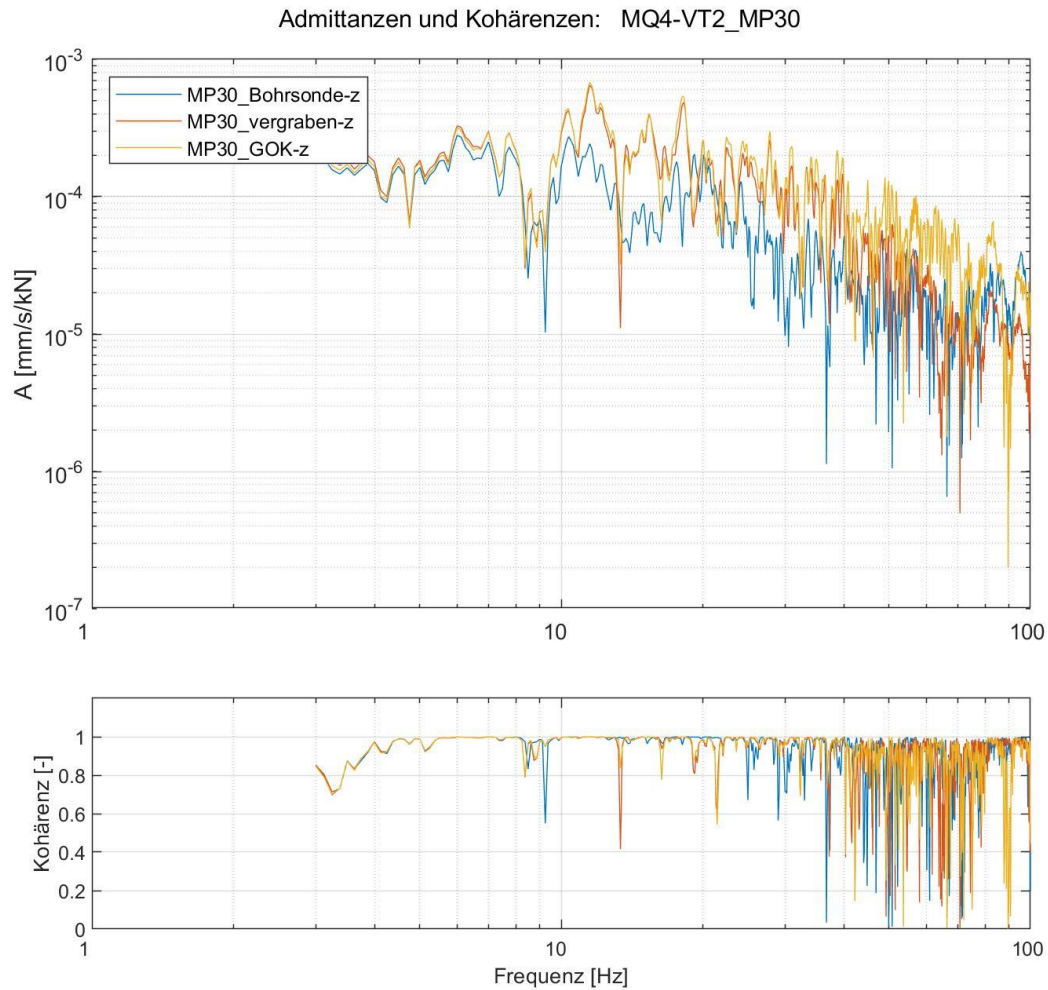 Admittanzen und Kohärenzen: MQ4-VT2_MP30
10-3
MP30_Bohrsonde-z
MP30_vergraben-z
MP30_GOK-z
10-4
A [mm/s/kN]
10-5
10-6
10-7
1 10 100
1
0.8
Kohärenz [-]
0.6
0.4
0.2
0
1 10 100
Frequenz [Hz]